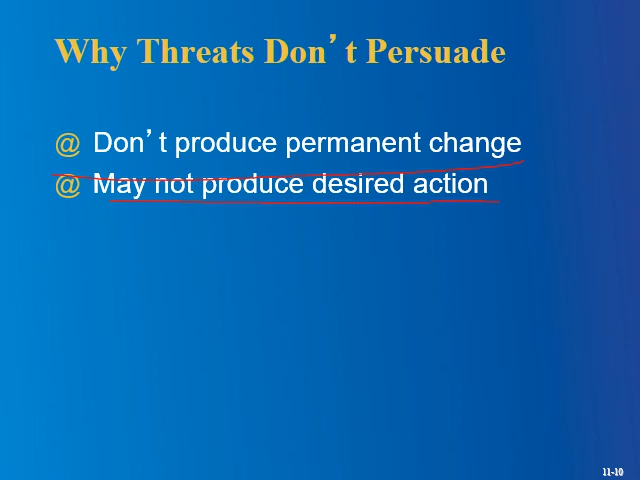 Why Threats Don’t Persuade
@ Don’t produce permanent change
@ May not produce desired action
11-10